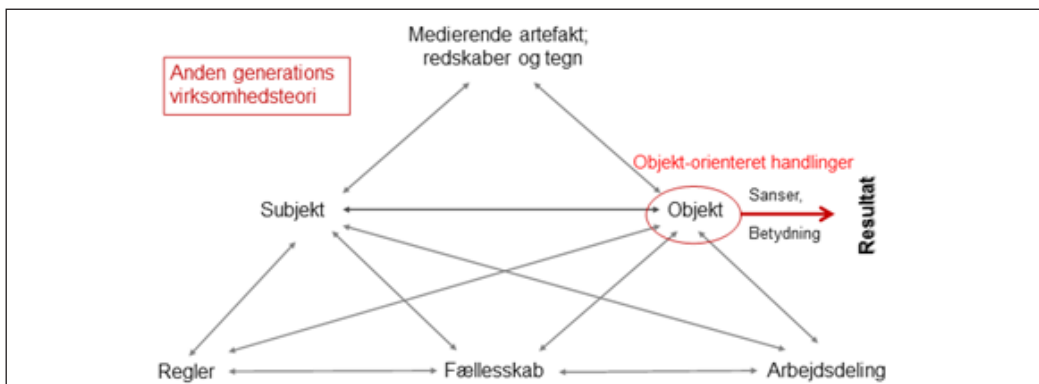 Medierende artefakt;
redskaber og tegn
Anden generations
virksomhedsteori
Objekt-orienteret handlinger
Subjekt
Objekt
Sanser,
Betydning
Resultat
Regler
Fællesskab
Arbejdsdeling